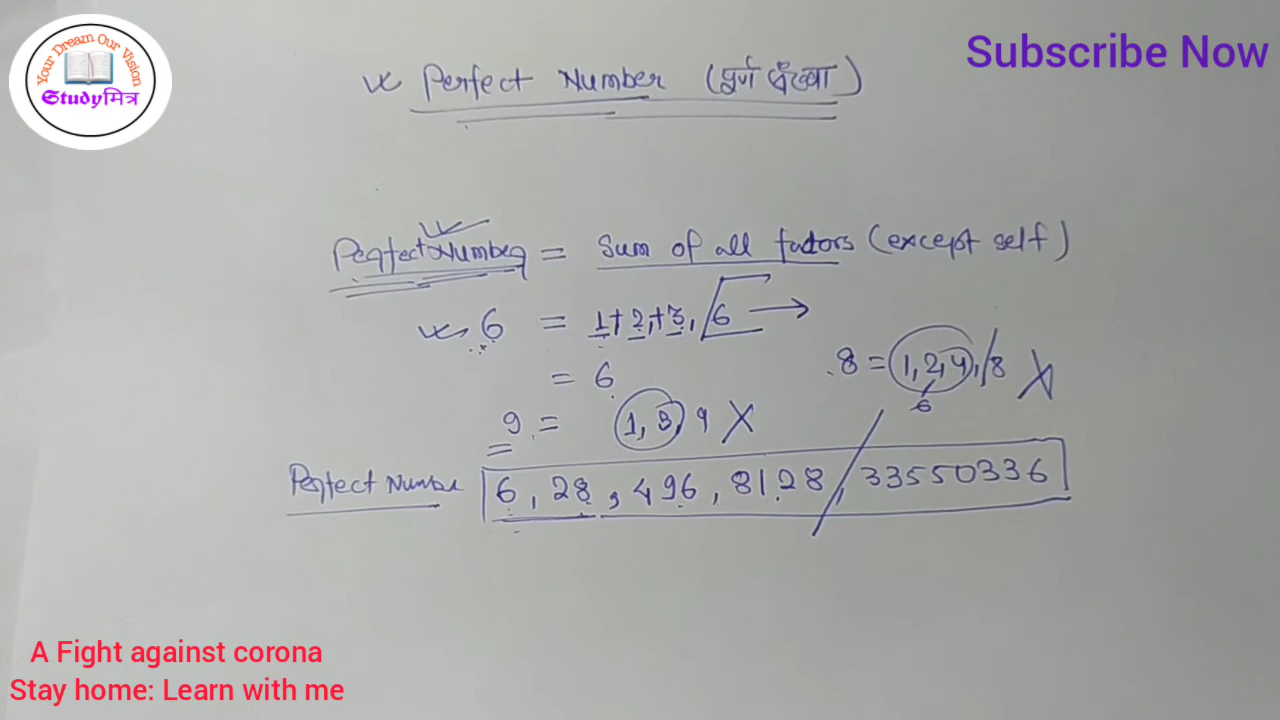 Your Dream Our Vision
Studyमित्र
Subscribe Now
Perfect Number (पूर्ण संख्या)
Perfect Number = Sum of all factors (except self)
6 = 1+2,+3, 6 →
= 6
8 = 1,2,4, 8 X
6
9 = 1, 3, 9 X
Perfect Number 6, 28, 496, 8128, 33550336
A Fight against corona
Stay home: Learn with me